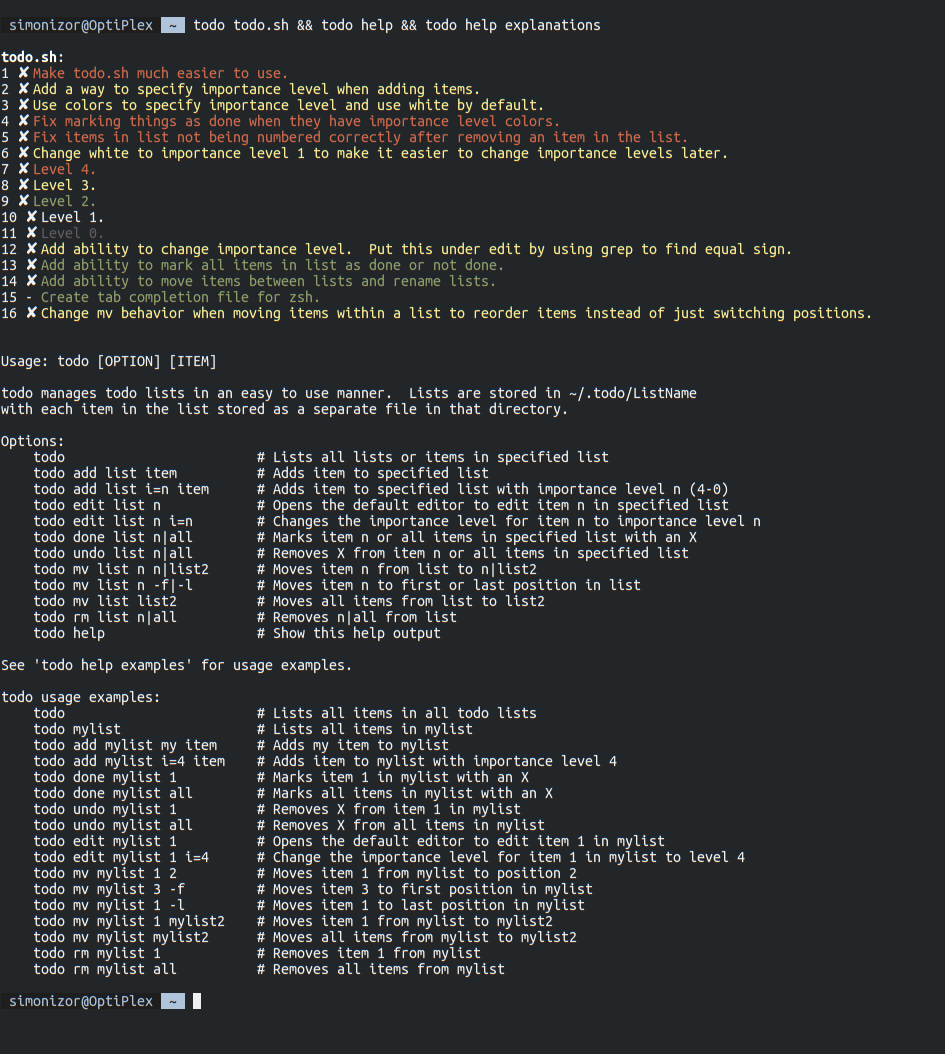 simonizor@OptiPlex ~ todo todo.sh && todo help && todo help explanations
todo.sh:
1 ✘ Make todo.sh much easier to use.
2 ✘ Add a way to specify importance level when adding items.
3 ✘ Use colors to specify importance level and use white by default.
4 ✘ Fix marking things as done when they have importance level colors.
5 ✘ Fix items in list not being numbered correctly after removing an item in the list.
6 ✘ Change white to importance level 1 to make it easier to change importance levels later.
7 ✘ Level 4.
8 ✘ Level 3.
9 ✘ Level 2.
10 ✘ Level 1.
11 ✘ Level 0.
12 ✘ Add ability to change importance level.  Put this under edit by using grep to find equal sign.
13 ✘ Add ability to mark all items in list as done or not done.
14 ✘ Add ability to move items between lists and rename lists.
15 - Create tab completion file for zsh.
16 ✘ Change mv behavior when moving items within a list to reorder items instead of just switching positions.
Usage: todo [OPTION] [ITEM]
todo manages todo lists in an easy to use manner.  Lists are stored in ~/.todo/ListName
with each item in the list stored as a separate file in that directory.
Options:
todo # Lists all lists or items in specified list
todo add list item # Adds item to specified list
todo add list i=n item # Adds item to specified list with importance level n (4-0)
todo edit list n # Opens the default editor to edit item n in specified list
todo edit list n i=n # Changes the importance level for item n to importance level n
todo done list n|all # Marks item n or all items in specified list with an X
todo undo list n|all # Removes X from item n or all items in specified list
todo mv list n n|list2 # Moves item n from list to n|list2
todo mv list n -f|-l # Moves item n to first or last position in list
todo mv list list2 # Moves all items from list to list2
todo rm list n|all # Removes n|all from list
todo help # Show this help output
See 'todo help examples' for usage examples.
todo usage examples:
todo # Lists all items in all todo lists
todo mylist # Lists all items in mylist
todo add mylist my item # Adds my item to mylist
todo add mylist i=4 item # Adds item to mylist with importance level 4
todo done mylist 1 # Marks item 1 in mylist with an X
todo done mylist all # Marks all items in mylist with an X
todo undo mylist 1 # Removes X from item 1 in mylist
todo undo mylist all # Removes X from all items in mylist
todo edit mylist 1 # Opens the default editor to edit item 1 in mylist
todo edit mylist 1 i=4 # Change the importance level for item 1 in mylist to level 4
todo mv mylist 1 2 # Moves item 1 from mylist to position 2
todo mv mylist 3 -f # Moves item 3 to first position in mylist
todo mv mylist 1 -l # Moves item 1 to last position in mylist
todo mv mylist 1 mylist2 # Moves item 1 from mylist to mylist2
todo mv mylist mylist2 # Moves all items from mylist to mylist2
todo rm mylist 1 # Removes item 1 from mylist
todo rm mylist all # Removes all items from mylist
simonizor@OptiPlex ~